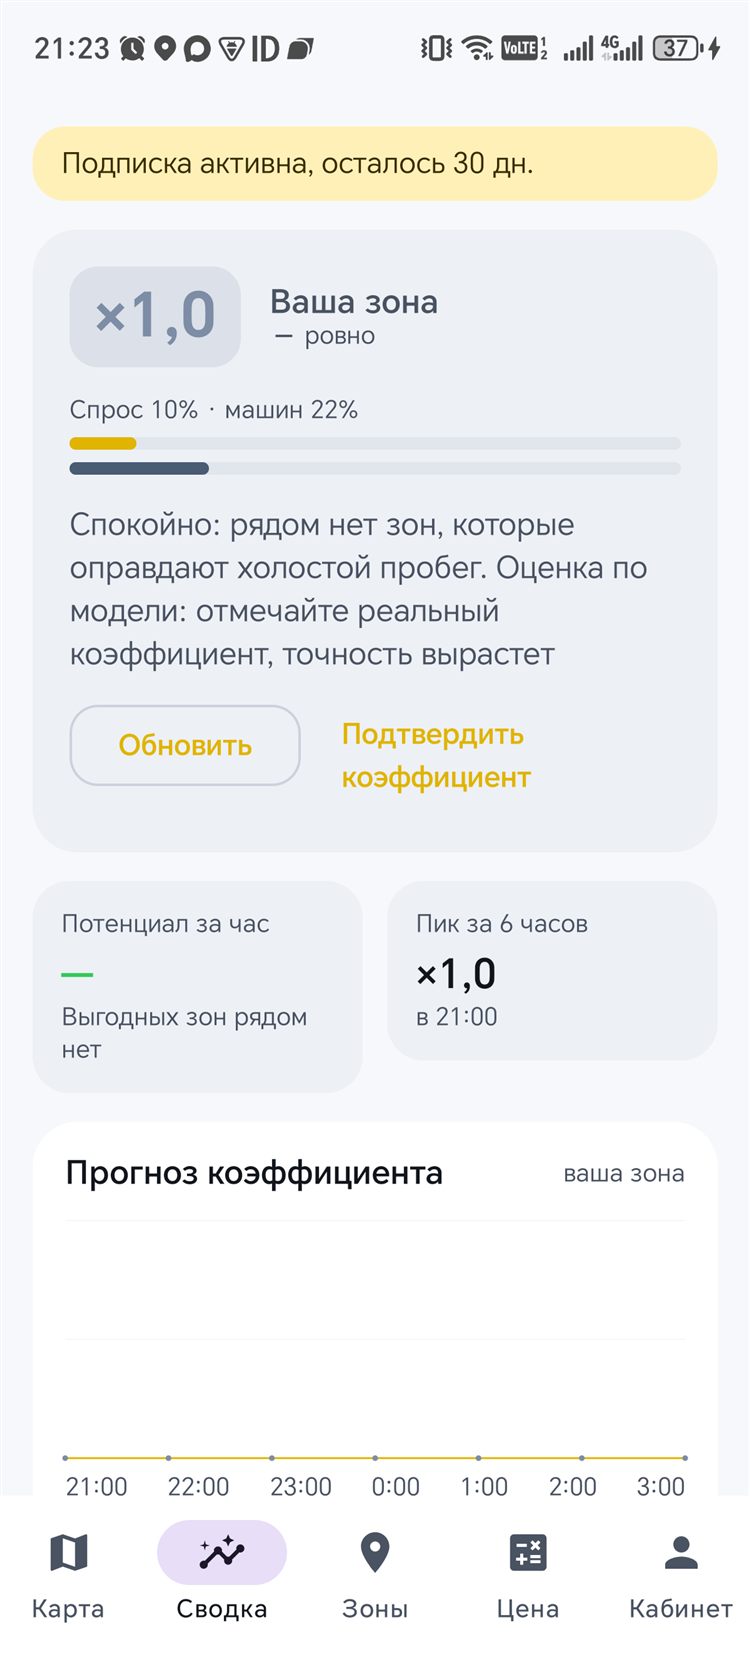 21:23 ID VoLTE 1 2 4G 37
Подписка активна, осталось 30 дн.
×1,0
Ваша зона
— ровно
Спрос 10% · машин 22%
Спокойно: рядом нет зон, которые
оправдают холостой пробег. Оценка по
модели: отмечайте реальный
коэффициент, точность вырастет
Обновить
Подтвердить
коэффициент
Потенциал за час
—
Выгодных зон рядом
нет
Пик за 6 часов
×1,0
в 21:00
Прогноз коэффициента
ваша зона
21:00 22:00 23:00 0:00 1:00 2:00 3:00
Карта Сводка Зоны Цена Кабинет